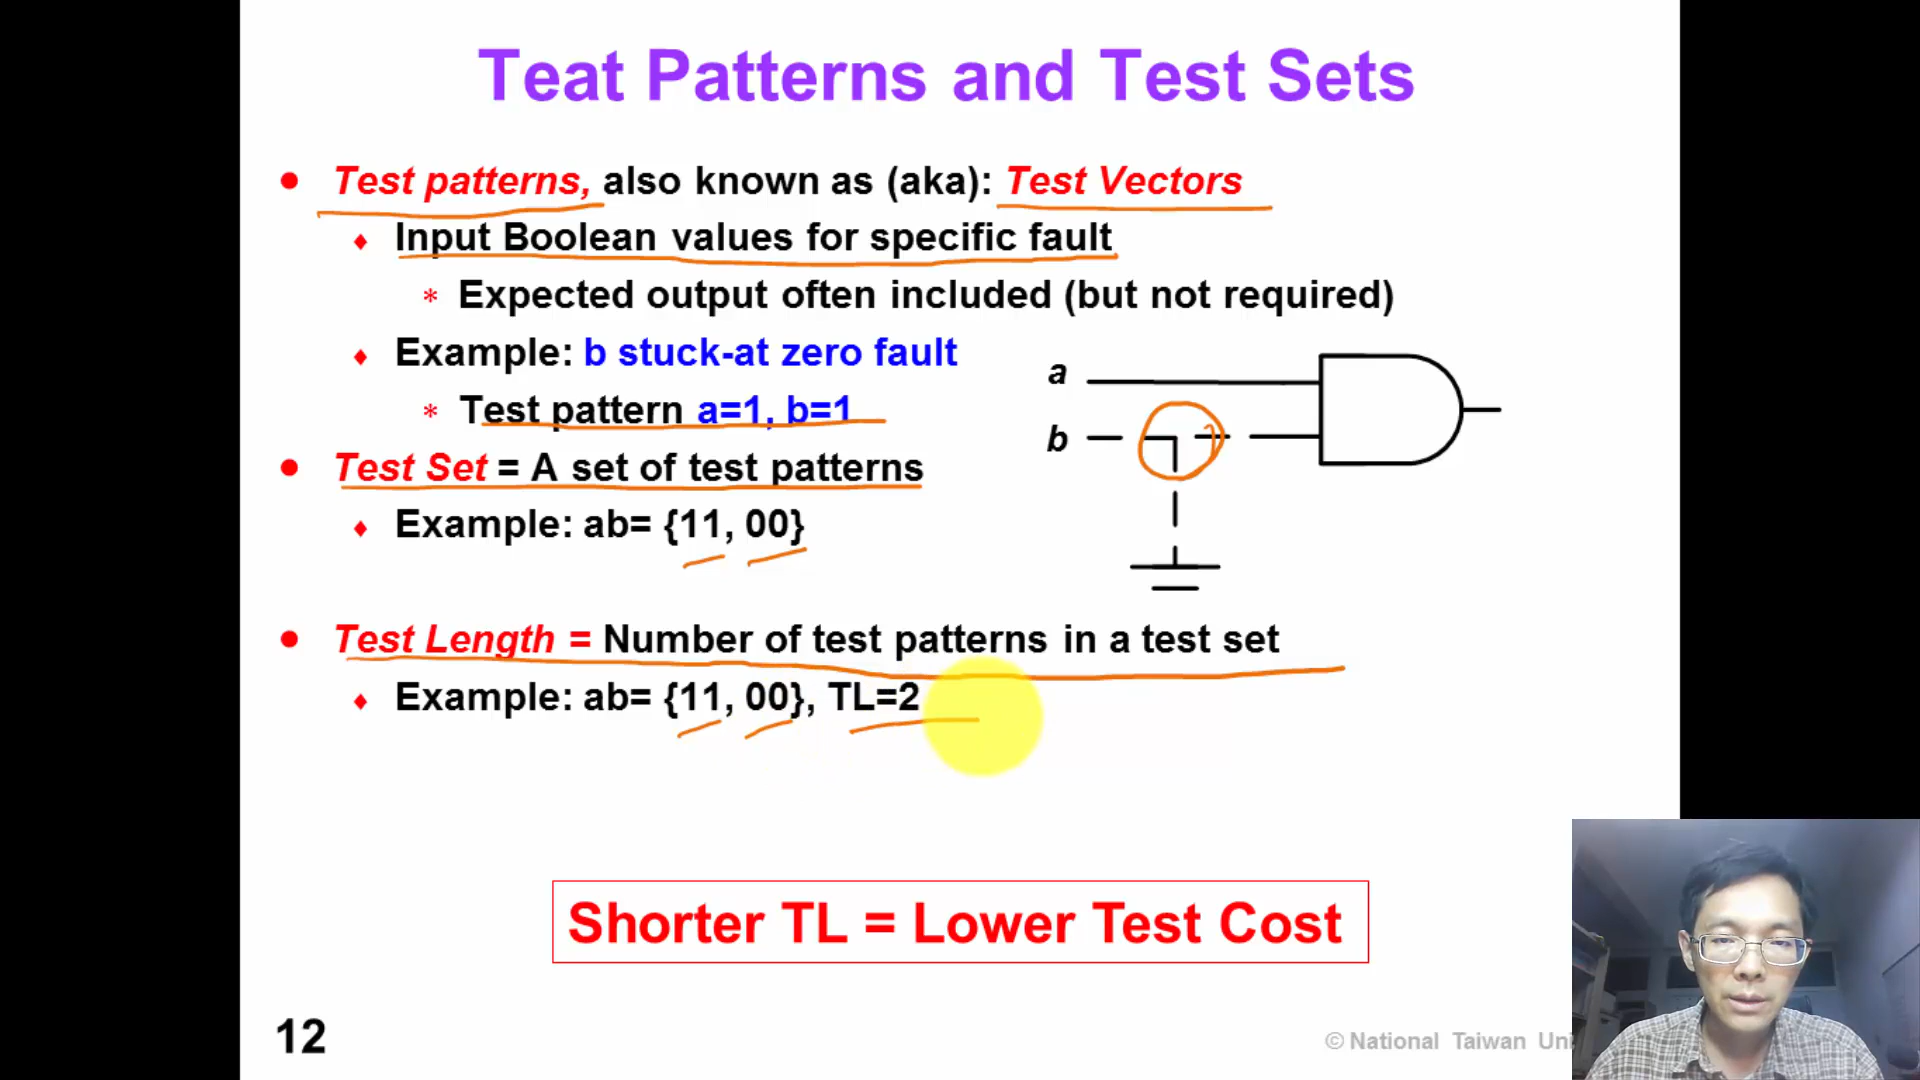 Teat Patterns and Test Sets
• Test patterns, also known as (aka): Test Vectors
♦ Input Boolean values for specific fault
* Expected output often included (but not required)
♦ Example: b stuck-at zero fault
* Test pattern a=1, b=1
a
b
• Test Set = A set of test patterns
♦ Example: ab= {11, 00}
• Test Length = Number of test patterns in a test set
♦ Example: ab= {11, 00}, TL=2
Shorter TL = Lower Test Cost
12
© National Taiwan